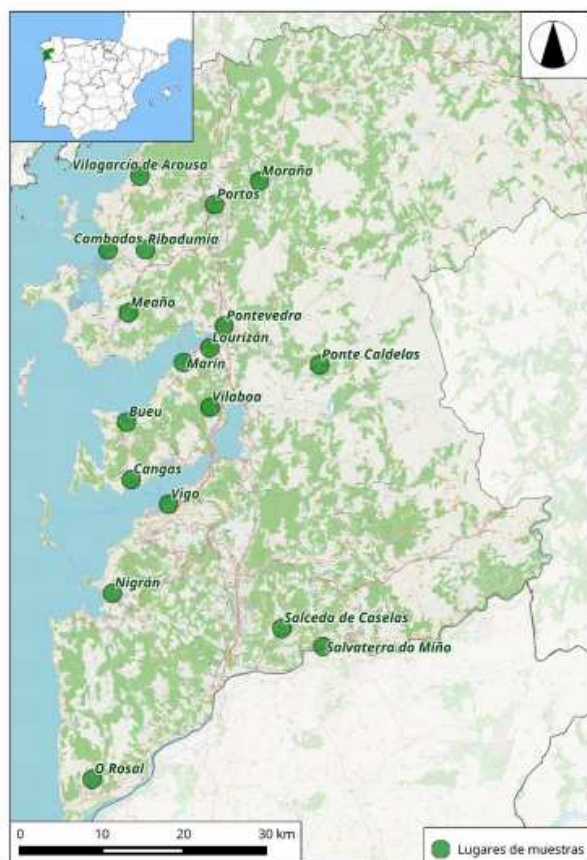 Vilagarcía de Arousa
Moraña
Portas
Cambados
Ribadumia
Meaño
Pontevedra
Lourizán
Marín
Ponte Caldelas
Vilaboa
Bueu
Cangas
Vigo
Nigrán
Salceda de Caselas
Salvaterra do Miño
O Rosal
0 10 20 30 km
Lugares de muestras